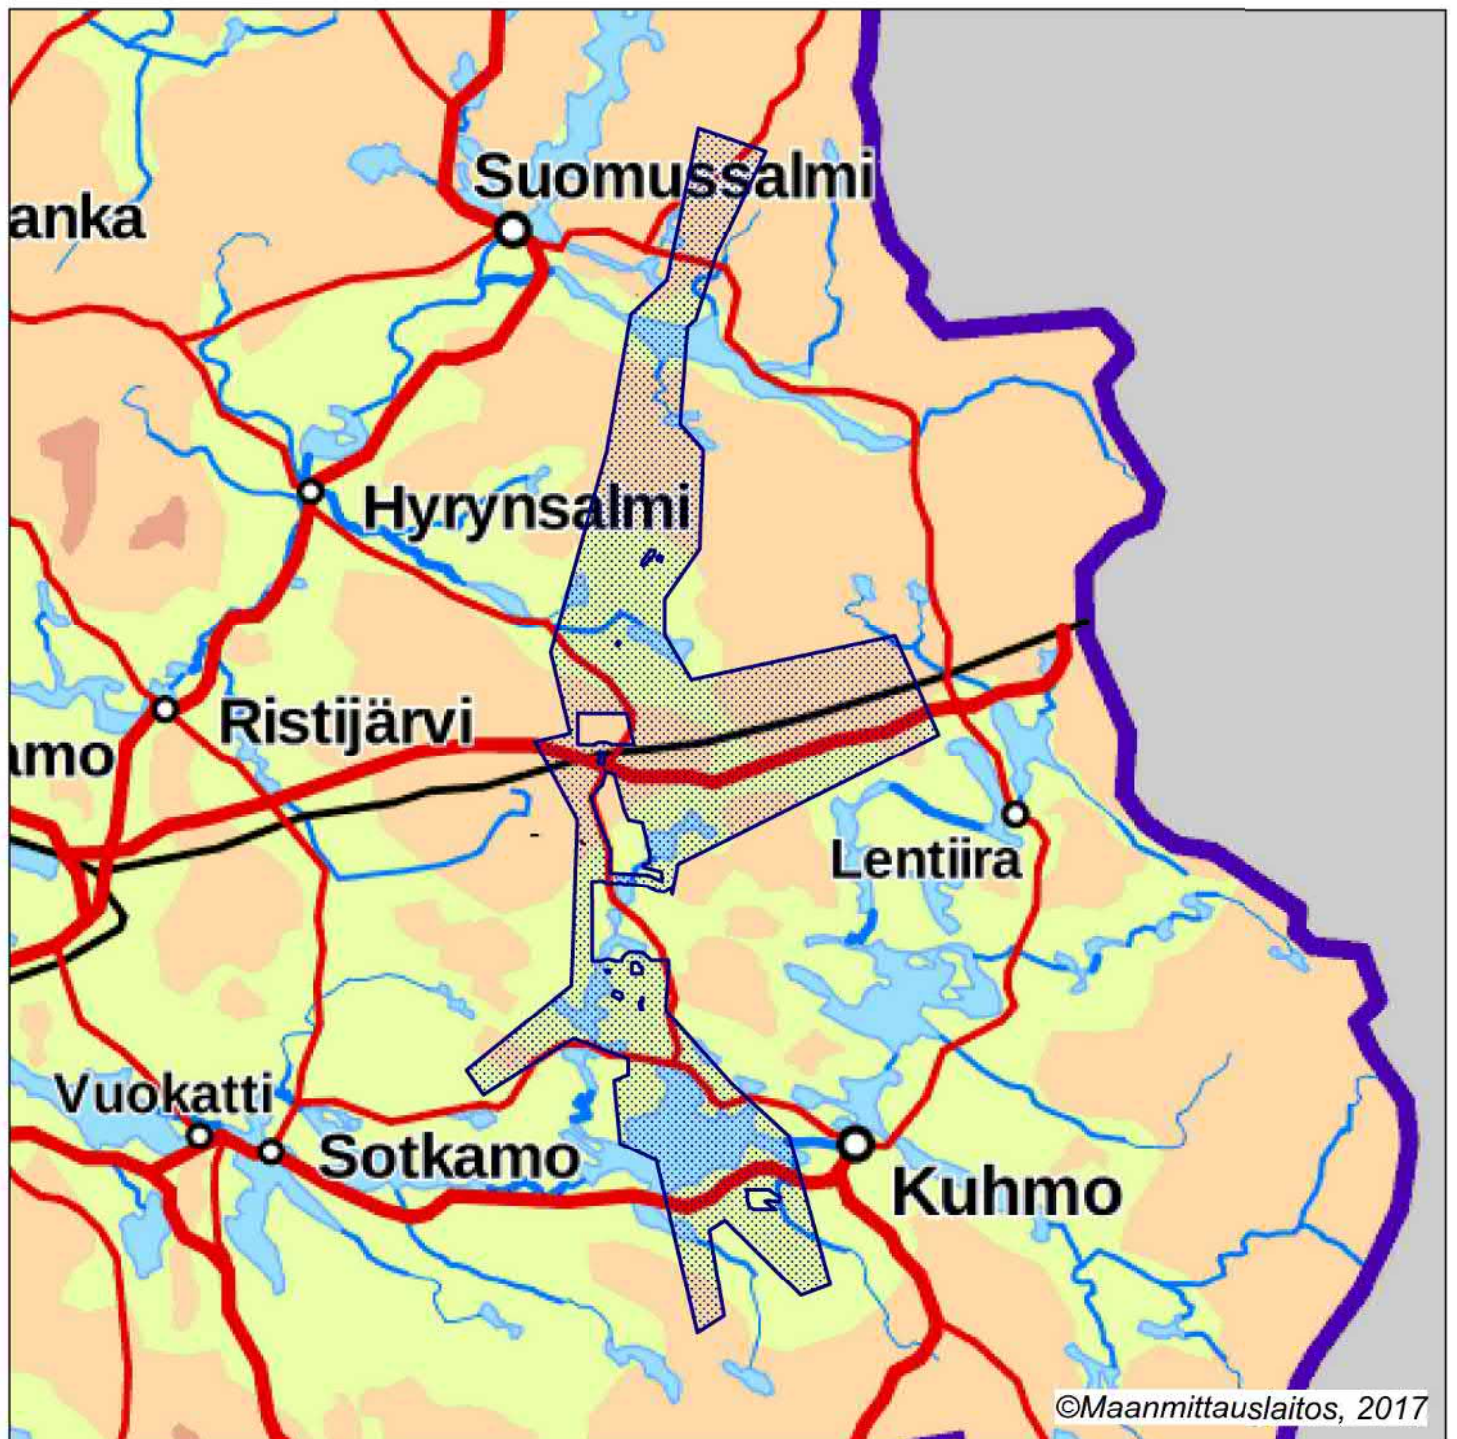 Suomussalmi
anka
Hyrynsalmi
Ristijärvi
amo
Lentiira
Vuokatti
Sotkamo
Kuhmo
©Maanmittauslaitos, 2017